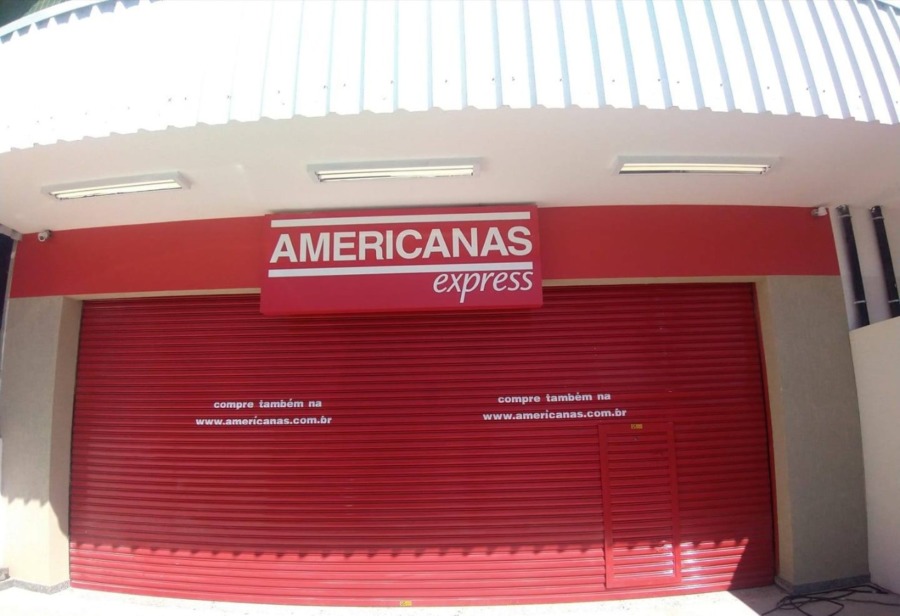 AMERICANAS
express
compre também na
www.americanas.com.br
compre também na
www.americanas.com.br